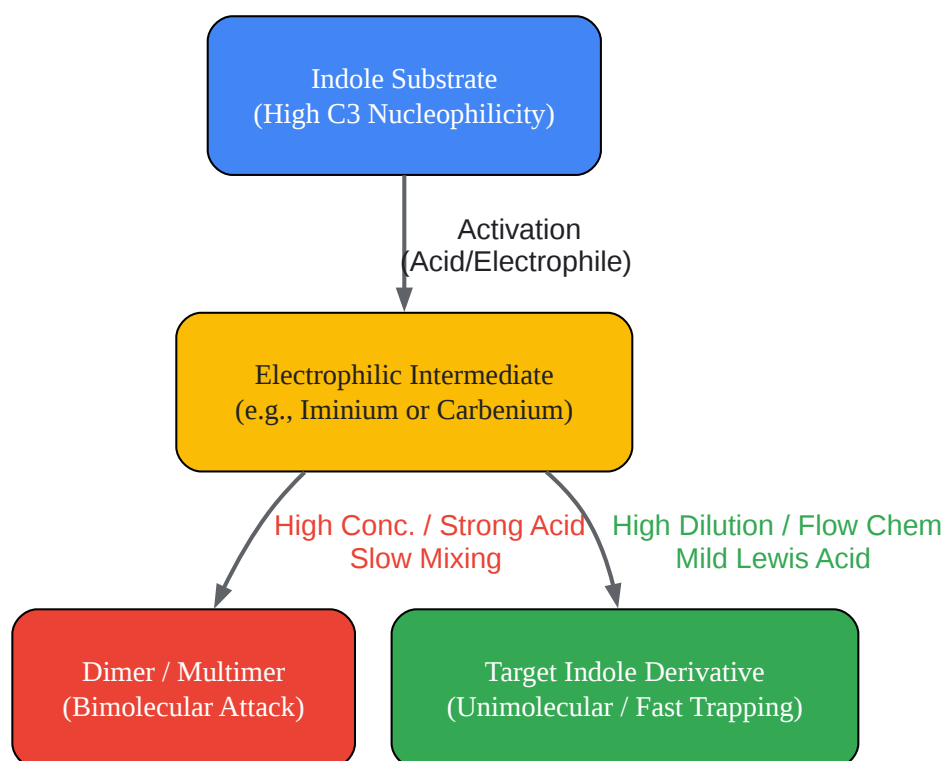 Indole Substrate
(High C3 Nucleophilicity)
Activation
(Acid/Electrophile)
Electrophilic Intermediate
(e.g., Iminium or Carbenium)
High Conc. / Strong Acid
Slow Mixing
High Dilution / Flow Chem
Mild Lewis Acid
Dimer / Multimer
(Bimolecular Attack)
Target Indole Derivative
(Unimolecular / Fast Trapping)